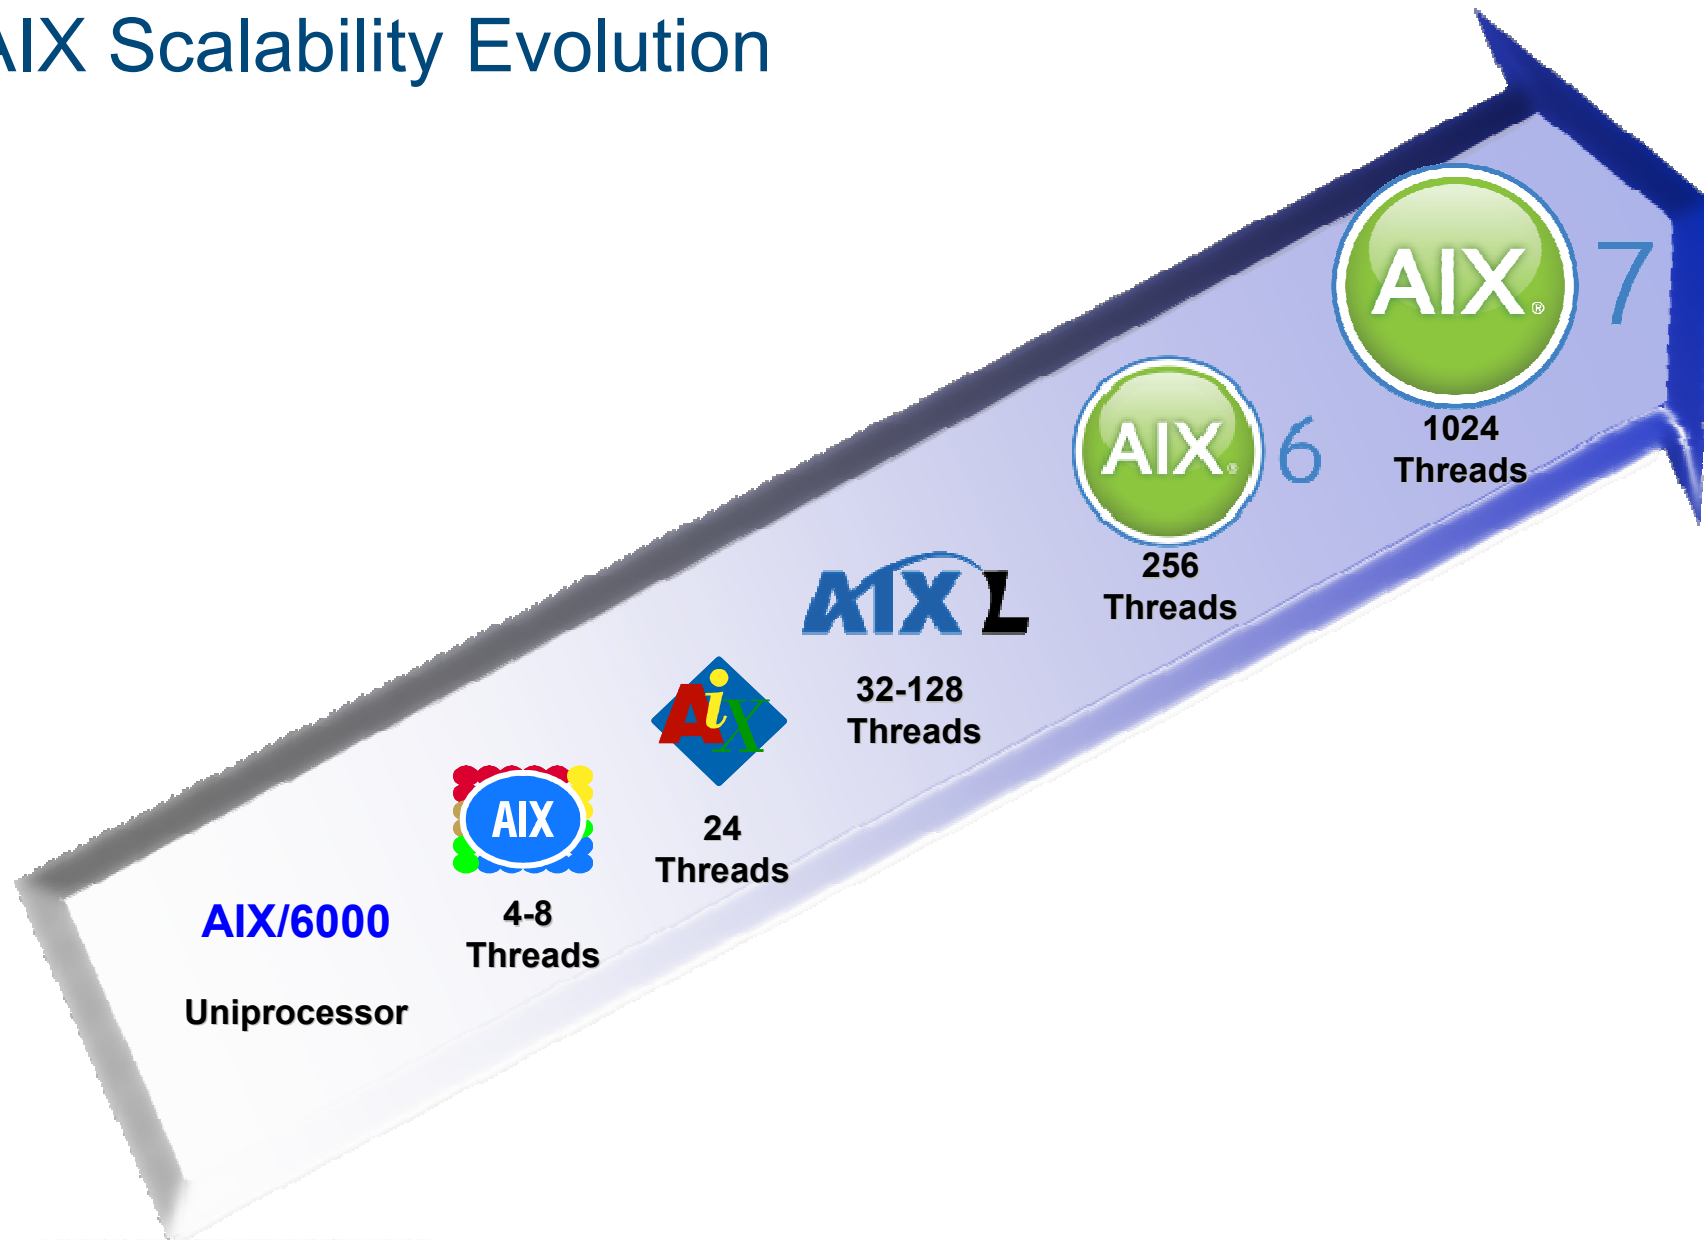 AIX Scalability Evolution
AIX/6000
Uniprocessor
AIX
4-8
Threads
AiX
24
Threads
AIX L
32-128
Threads
AIX® 6
256
Threads
AIX® 7
1024
Threads